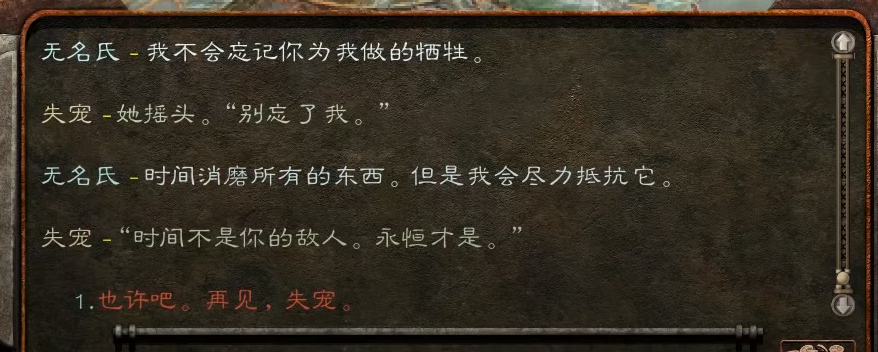 无名氏 - 我不会忘记你为我做的牺牲。
失宠 - 她摇头。“别忘了我。”
无名氏 - 时间消磨所有的东西。但是我会尽力抵抗它。
失宠 - “时间不是你的敌人。永恒才是。”
1.也许吧。再见，失宠。